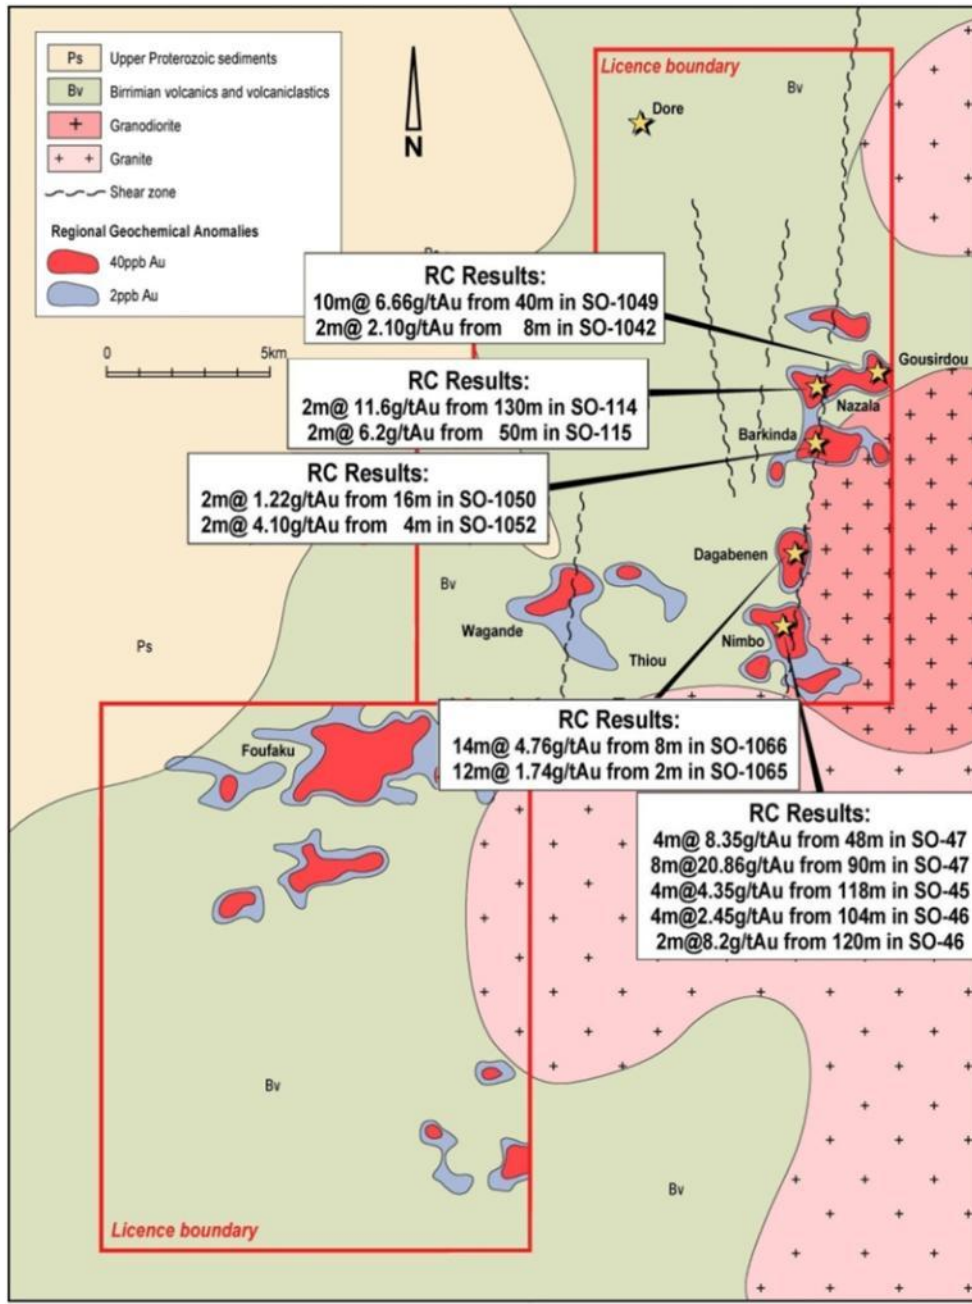 Ps Upper Proterozoic sediments
Bv Birrimian volcanics and volcaniclastics
Granodiorite
Granite
Shear zone
Regional Geochemical Anomalies
40ppb Au
2ppb Au
N
Licence boundary
Bv
Dore
0 5km
RC Results:
10m@ 6.66g/tAu from 40m in SO-1049
2m@ 2.10g/tAu from 8m in SO-1042
Gousirdou
RC Results:
2m@ 11.6g/tAu from 130m in SO-114
2m@ 6.2g/tAu from 50m in SO-115
Nazala
Barkinda
RC Results:
2m@ 1.22g/tAu from 16m in SO-1050
2m@ 4.10g/tAu from 4m in SO-1052
Dagabenen
Bv
Wagande
Nimbo
Thiou
Ps
RC Results:
14m@ 4.76g/tAu from 8m in SO-1066
12m@ 1.74g/tAu from 2m in SO-1065
Foufaku
RC Results:
4m@ 8.35g/tAu from 48m in SO-47
8m@20.86g/tAu from 90m in SO-47
4m@4.35g/tAu from 118m in SO-45
4m@2.45g/tAu from 104m in SO-46
2m@8.2g/tAu from 120m in SO-46
Bv
Bv
Licence boundary